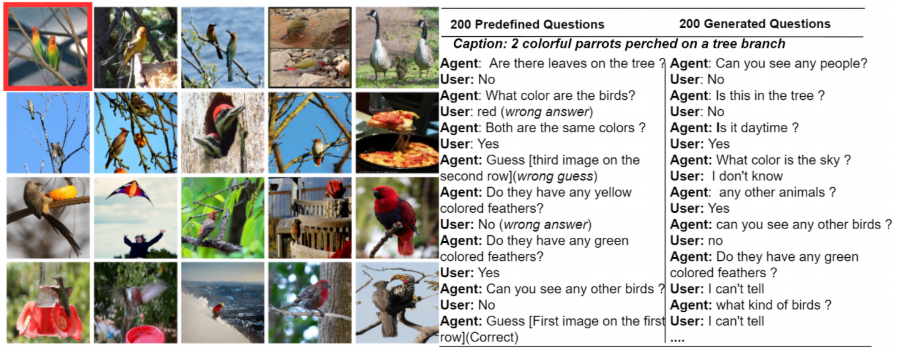 200 Predefined Questions
200 Generated Questions
Caption: 2 colorful parrots perched on a tree branch
Agent: Are there leaves on the tree ?
User: No
Agent: What color are the birds?
User: red (wrong answer)
Agent: Both are the same colors ?
User: Yes
Agent: Guess [third image on the
second row](wrong guess)
Agent: Do they have any yellow
colored feathers?
User: No (wrong answer)
Agent: Do they have any green
colored feathers?
User: Yes
Agent: Can you see any other birds ?
User: No
Agent: Guess [First image on the first
row](Correct)
Agent: Can you see any people?
User: No
Agent: Is this in the tree ?
User: No
Agent: Is it daytime ?
User: Yes
Agent: What color is the sky ?
User: I don't know
Agent: any other animals ?
User: Yes
Agent: can you see any other birds ?
User: no
Agent: Do they have any green
colored feathers ?
User: I can't tell
Agent: what kind of birds ?
User: I can't tell
....